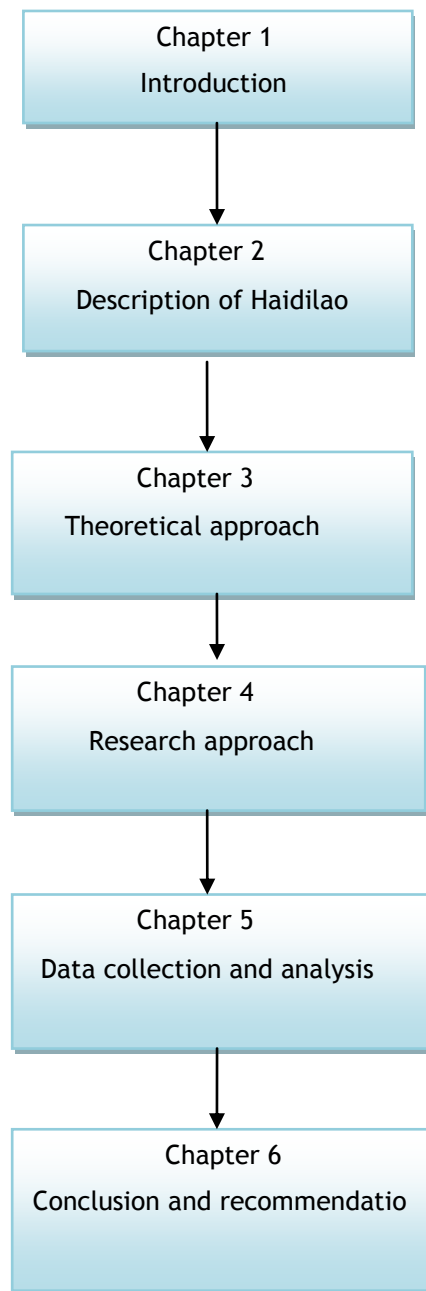 Chapter 1
Introduction
Chapter 2
Description of Haidilao
Chapter 3
Theoretical approach
Chapter 4
Research approach
Chapter 5
Data collection and analysis
Chapter 6
Conclusion and recommendatio